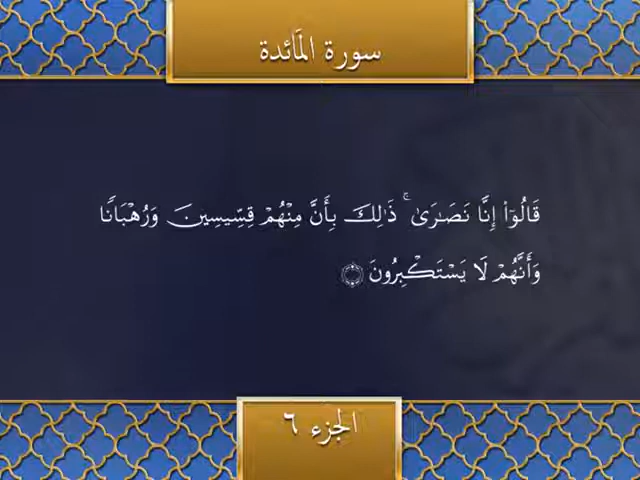 سورة المائدة
قَالُوٓا۟ إِنَّا نَصَـٰرَىٰ ۚ ذَٰلِكَ بِأَنَّ مِنْهُمْ قِسِّيسِينَ وَرُهْبَانًا
وَأَنَّهُمْ لَا يَسْتَكْبِرُونَ
الجزء ٦